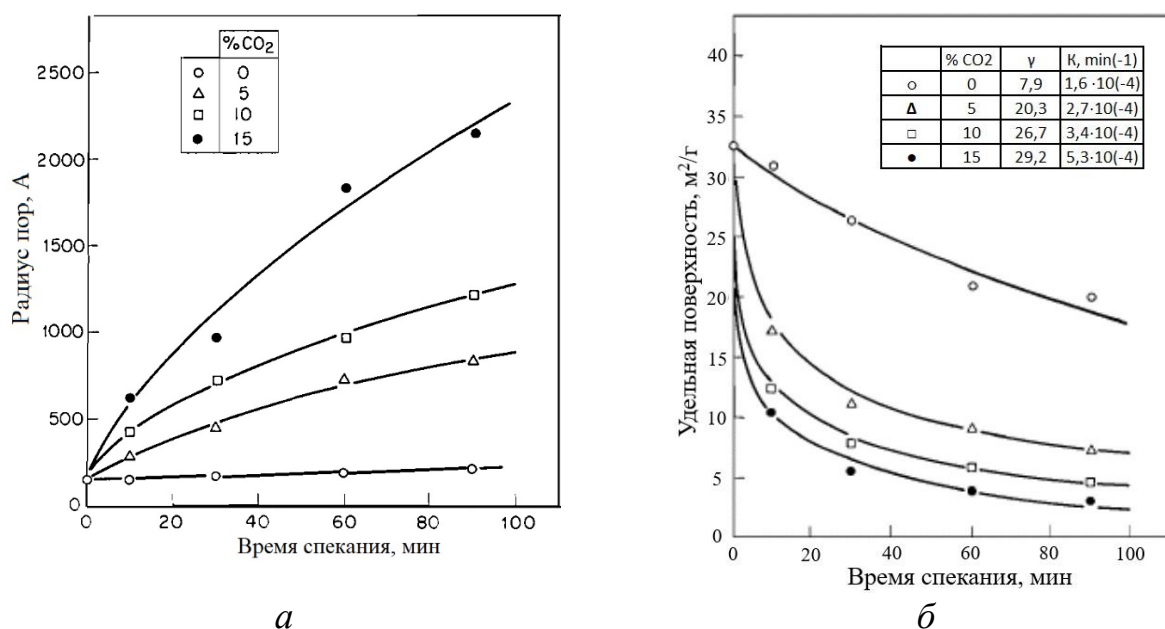 %CO₂
○ 0
△ 5
□ 10
● 15
2500
2000
1500
1000
500
0
Радиус пор, А
0 20 40 60 80 100
Время спекания, мин
а
% CO2 γ K, min(-1)
○ 0 7,9 1,6 ·10(-4)
Δ 5 20,3 2,7·10(-4)
□ 10 26,7 3,4·10(-4)
● 15 29,2 5,3·10(-4)
40
35
30
25
20
15
10
5
0
Удельная поверхность, м²/г
0 20 40 60 80 100
Время спекания, мин
б